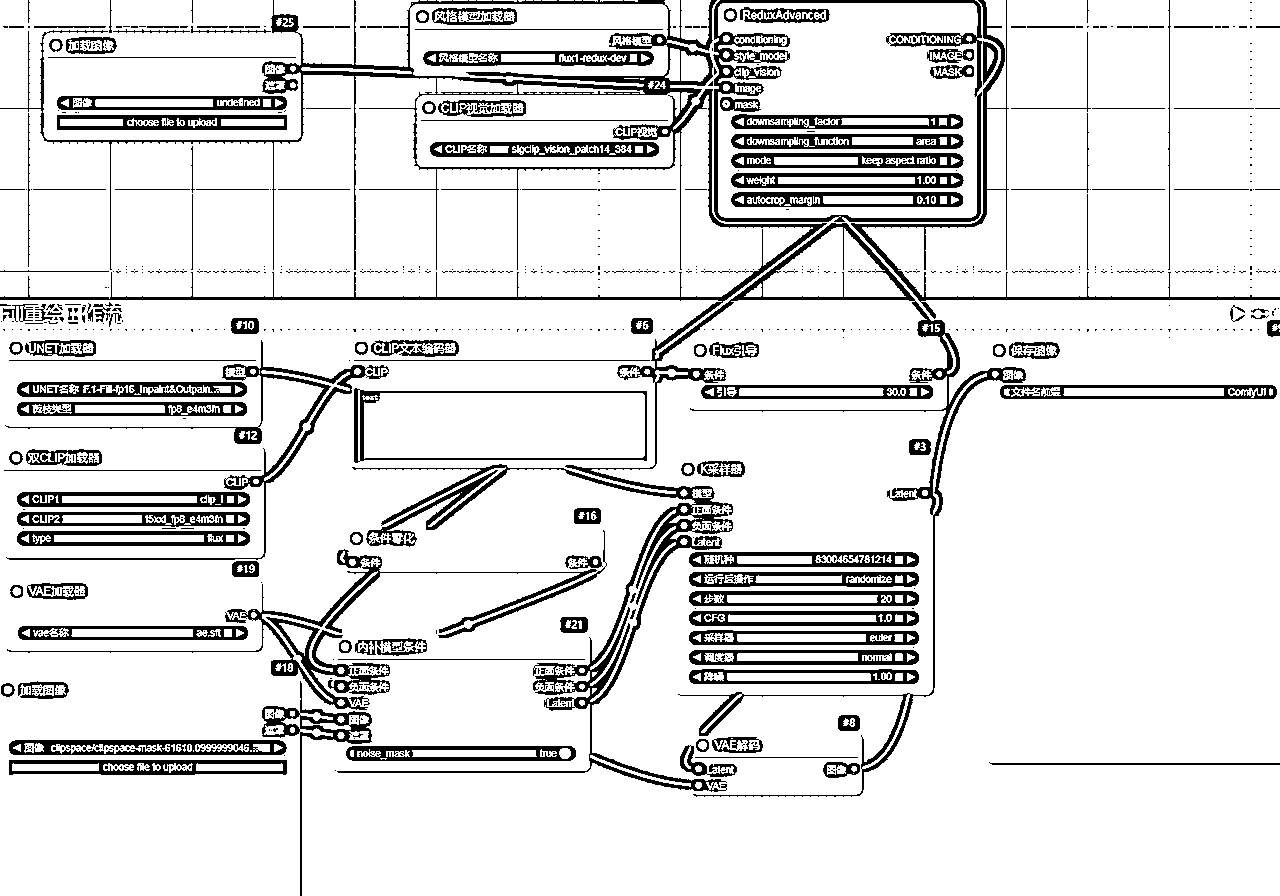 #25
加载图像
图像
遮罩
图像 undefined
choose file to upload
风格模型加载器
风格模型
风格模型名称 flux1-redux-dev
#24
CLIP视觉加载器
CLIP视觉
CLIP名称 sigclip_vision_patch14_384
ReduxAdvanced
conditioning CONDITIONING
style_model IMAGE
clip_vision MASK
image
mask
downsampling_factor 1
downsampling_function area
mode keep aspect ratio
weight 1.00
autocrop_margin 0.10
重绘工作流
#10
UNET加载器
模型
UNET名称 F.1-Fill-fp16_Inpaint&Outpain...
剪枝类型 fp8_e4m3fn
#12
双CLIP加载器
CLIP
CLIP1 clip_l
CLIP2 t5xxl_fp8_e4m3fn
type flux
#19
VAE加载器
VAE
vae名称 ae.sft
#18
加载图像
图像
遮罩
图像 clipspace/clipspace-mask-61610.0999999046...
choose file to upload
#6
CLIP文本编码器
CLIP 条件
text
#16
条件零化
条件 条件
#21
内补模型条件
正面条件 正面条件
负面条件 负面条件
VAE Latent
图像
遮罩
noise_mask true
#15
Flux引导
条件 条件
引导 30.0
#3
K采样器
模型 Latent
正面条件
负面条件
Latent
随机种 83004654781214
运行后操作 randomize
步数 20
CFG 1.0
采样器 euler
调度器 normal
降噪 1.00
#8
VAE解码
Latent 图像
VAE
保存图像
图像
文件名前缀 ComfyUI